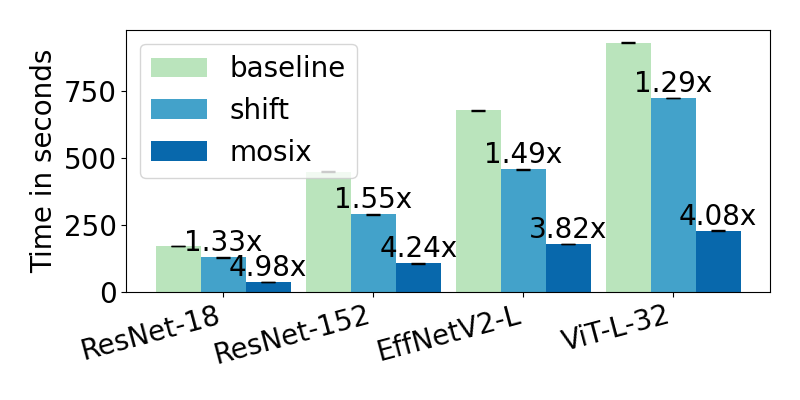 Time in seconds
750
500
250
0
baseline
shift
mosix
1.33x
4.98x
1.55x
4.24x
1.49x
3.82x
1.29x
4.08x
ResNet-18
ResNet-152
EffNetV2-L
ViT-L-32